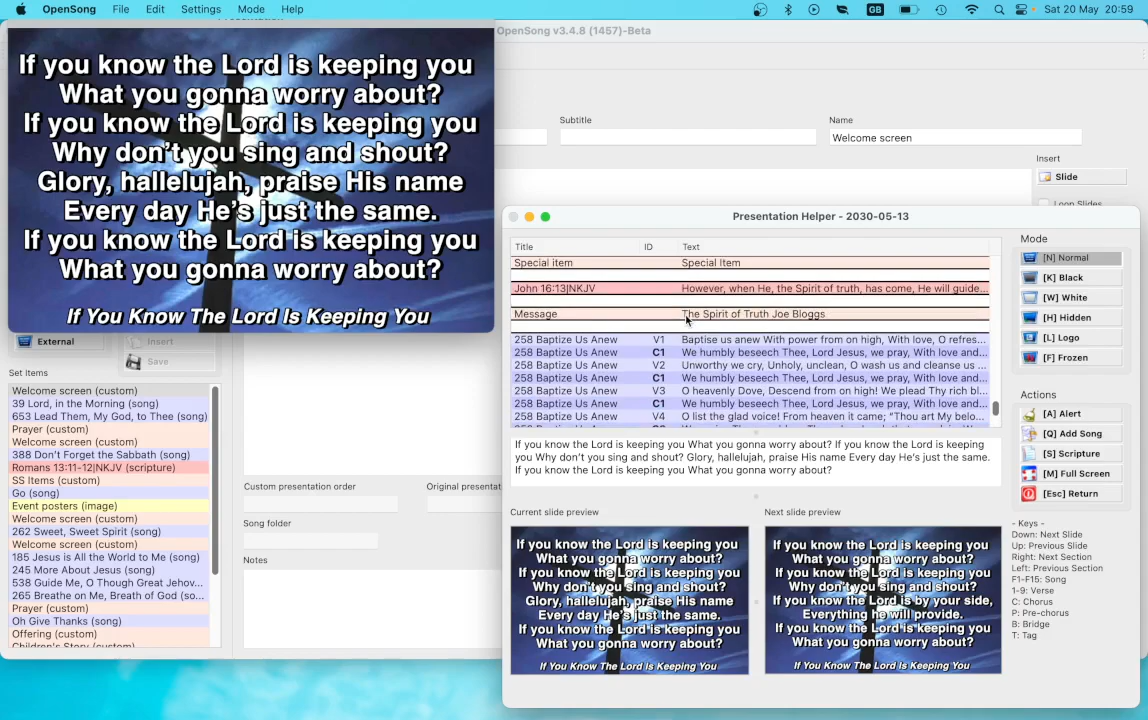 OpenSong File Edit Settings Mode Help
GB Sat 20 May 20:59
OpenSong v3.4.8 (1457)-Beta
If you know the Lord is keeping you
What you gonna worry about?
If you know the Lord is keeping you
Why don't you sing and shout?
Glory, hallelujah, praise His name
Every day He's just the same.
If you know the Lord is keeping you
What you gonna worry about?
If You Know The Lord Is Keeping You
Subtitle
Name
Welcome screen
Insert
Slide
Loop Slides
External
Insert
Save
Set Items
Welcome screen (custom)
39 Lord, in the Morning (song)
653 Lead Them, My God, to Thee (song)
Prayer (custom)
Welcome screen (custom)
388 Don't Forget the Sabbath (song)
Romans 13:11-12|NKJV (scripture)
SS Items (custom)
Go (song)
Event posters (image)
Welcome screen (custom)
262 Sweet, Sweet Spirit (song)
Welcome screen (custom)
185 Jesus is All the World to Me (song)
245 More About Jesus (song)
538 Guide Me, O Though Great Jehov...
265 Breathe on Me, Breath of God (so...
Prayer (custom)
Oh Give Thanks (song)
Offering (custom)
Children's Story (custom)
Custom presentation order
Original presentat
Song folder
Notes
Presentation Helper - 2030-05-13
Title ID Text
Special item Special Item
John 16:13|NKJV However, when He, the Spirit of truth, has come, He will guide...
Message The Spirit of Truth Joe Bloggs
258 Baptize Us Anew V1 Baptise us anew With power from on high, With love, O refres...
258 Baptize Us Anew C1 We humbly beseech Thee, Lord Jesus, we pray, With love and...
258 Baptize Us Anew V2 Unworthy we cry, Unholy, unclean, O wash us and cleanse us ...
258 Baptize Us Anew C1 We humbly beseech Thee, Lord Jesus, we pray, With love and...
258 Baptize Us Anew V3 O heavenly Dove, Descend from on high! We plead Thy rich bl...
258 Baptize Us Anew C1 We humbly beseech Thee, Lord Jesus, we pray, With love and...
258 Baptize Us Anew V4 O list the glad voice! From heaven it came; "Thou art My belo...
If you know the Lord is keeping you What you gonna worry about? If you know the Lord is keeping
you Why don't you sing and shout? Glory, hallelujah, praise His name Every day He's just the same.
If you know the Lord is keeping you What you gonna worry about?
Current slide preview
If you know the Lord is keeping you
What you gonna worry about?
If you know the Lord is keeping you
Why don't you sing and shout?
Glory, hallelujah, praise His name
Every day He's just the same.
If you know the Lord is keeping you
What you gonna worry about?
If You Know The Lord Is Keeping You
Next slide preview
If you know the Lord is keeping you
What you gonna worry about?
If you know the Lord is keeping you
Why don't you sing and shout?
If you know the Lord is by your side,
Everything he will provide.
If you know the Lord is keeping you
What you gonna worry about?
If You Know The Lord Is Keeping You
Mode
[N] Normal
[K] Black
[W] White
[H] Hidden
[L] Logo
[F] Frozen
Actions
[A] Alert
[Q] Add Song
[S] Scripture
[M] Full Screen
[Esc] Return
- Keys -
Down: Next Slide
Up: Previous Slide
Right: Next Section
Left: Previous Section
F1-F15: Song
1-9: Verse
C: Chorus
P: Pre-chorus
B: Bridge
T: Tag